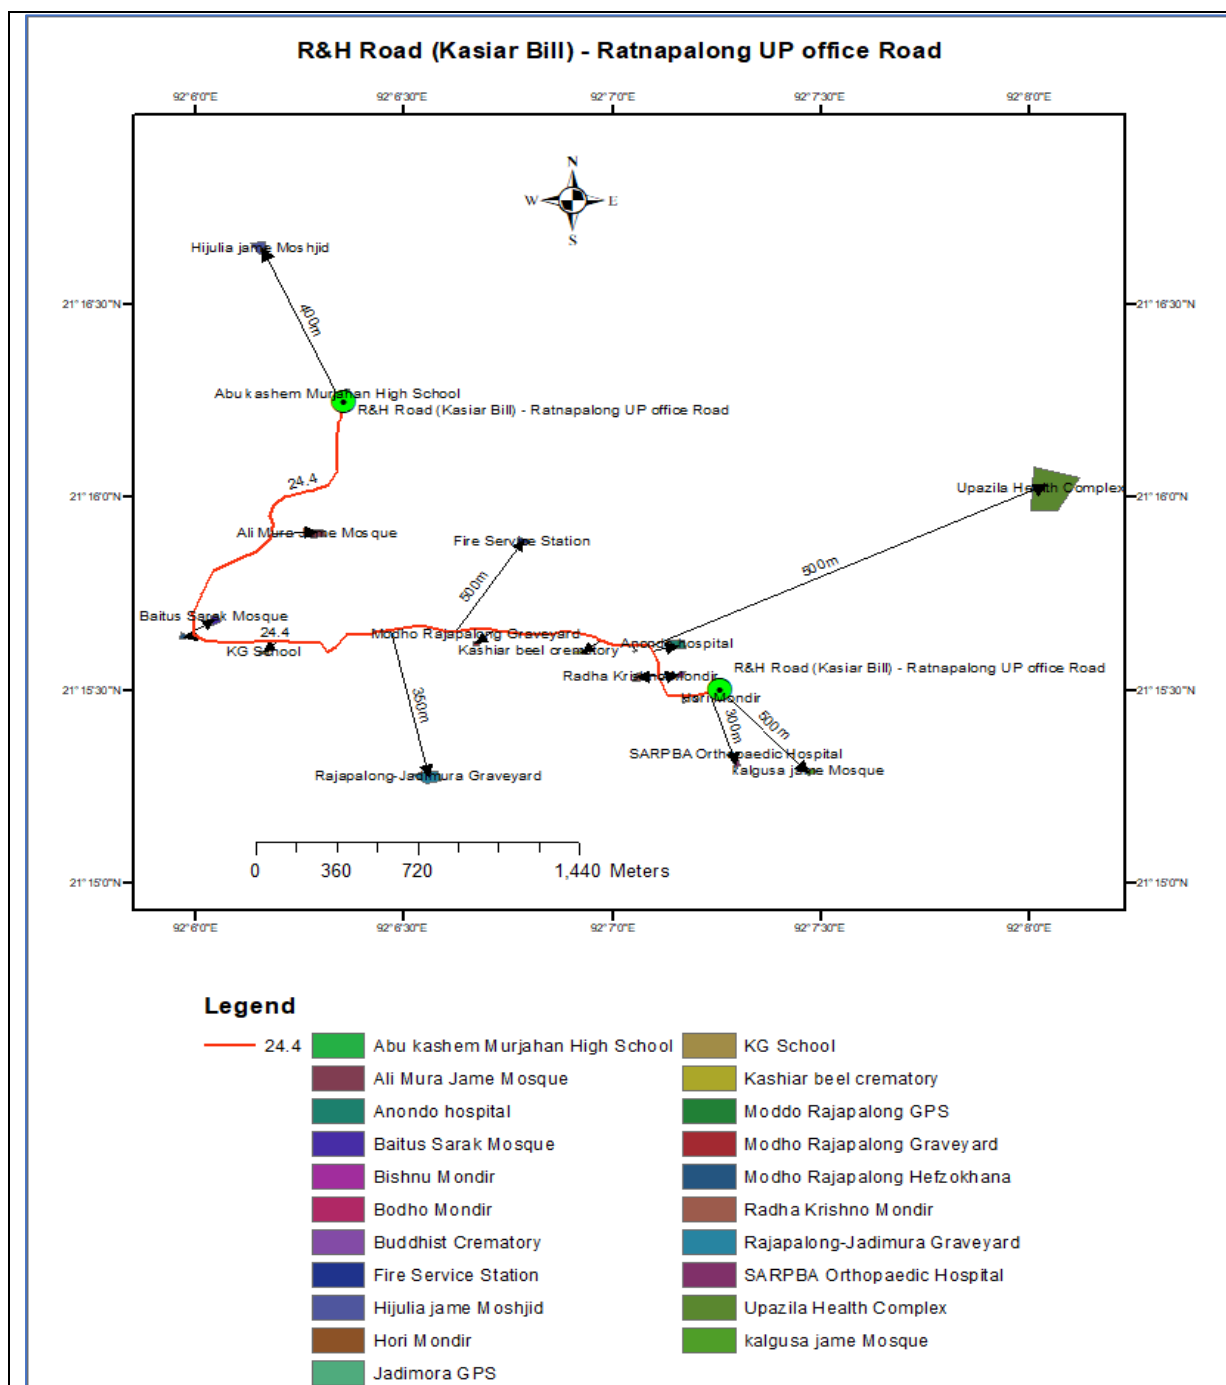 R&H Road (Kasiar Bill) - Ratnapalong UP office Road
92°6'0"E 92°6'30"E 92°7'0"E 92°7'30"E 92°8'0"E
N
W E
S
Hijulia jame Moshjid
21°16'30"N 21°16'30"N
400m
Abu kashem Murjahan High School
R&H Road (Kasiar Bill) - Ratnapalong UP office Road
24.4
Upazila Health Complex
21°16'0"N 21°16'0"N
Ali Mura Jame Mosque
Fire Service Station
500m
500m
Baitus Sarak Mosque
24.4
Modho Rajapalong Graveyard
KG School
Kashiar beel crematory
Anondo hospital
Radha Krishno Mondir
R&H Road (Kasiar Bill) - Ratnapalong UP office Road
21°15'30"N 21°15'30"N
Hari Mondir
350m
300m
500m
SARPBA Orthopaedic Hospital
kalgusa jame Mosque
Rajapalong-Jadimura Graveyard
0 360 720 1,440 Meters
21°15'0"N 21°15'0"N
92°6'0"E 92°6'30"E 92°7'0"E 92°7'30"E 92°8'0"E
Legend
24.4
Abu kashem Murjahan High School
Ali Mura Jame Mosque
Anondo hospital
Baitus Sarak Mosque
Bishnu Mondir
Bodho Mondir
Buddhist Crematory
Fire Service Station
Hijulia jame Moshjid
Hori Mondir
Jadimora GPS
KG School
Kashiar beel crematory
Moddo Rajapalong GPS
Modho Rajapalong Graveyard
Modho Rajapalong Hefzokhana
Radha Krishno Mondir
Rajapalong-Jadimura Graveyard
SARPBA Orthopaedic Hospital
Upazila Health Complex
kalgusa jame Mosque